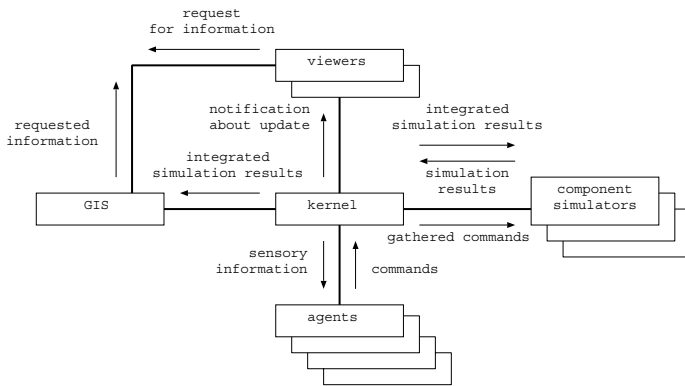 request
for information
viewers
requested
information
notification
about update
integrated
simulation results
integrated
simulation results
simulation
results
GIS
kernel
component
simulators
gathered commands
sensory
information
commands
agents